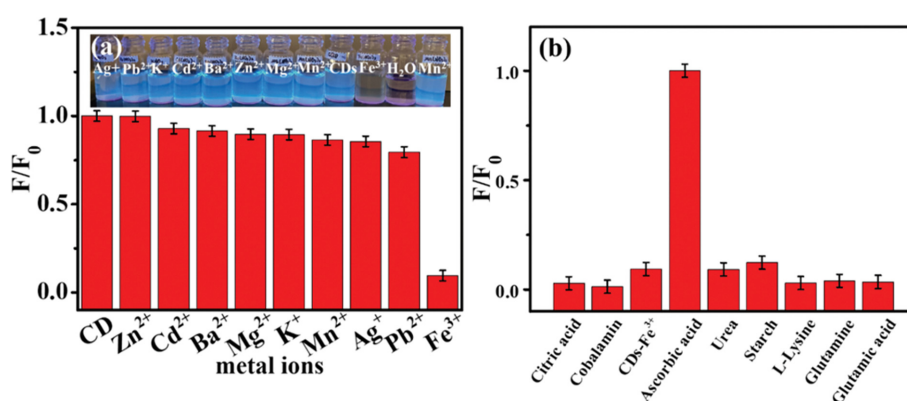 (a)
Ag+ Pb²⁺ K⁺ Cd²⁺ Ba²⁺ Zn²⁺ Mg²⁺ Mn²⁺ CDs Fe³⁺ H₂O Mn²⁺
F/F₀
1.5
1.0
0.5
0.0
CD Zn²⁺ Cd²⁺ Ba²⁺ Mg²⁺ K⁺ Mn²⁺ Ag⁺ Pb²⁺ Fe³⁺
metal ions
(b)
F/F₀
1.0
0.5
0.0
Citric acid
Cobalamin
CDs-Fe³⁺
Ascorbic acid
Urea
Starch
L-Lysine
Glutamine
Glutamic acid